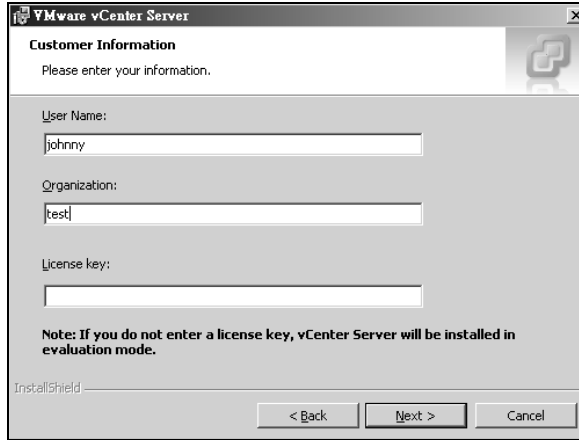 VMware vCenter Server
Customer Information
Please enter your information.
User Name:
johnny
Organization:
test
License key:
Note: If you do not enter a license key, vCenter Server will be installed in
evaluation mode.
InstallShield
< Back
Next >
Cancel